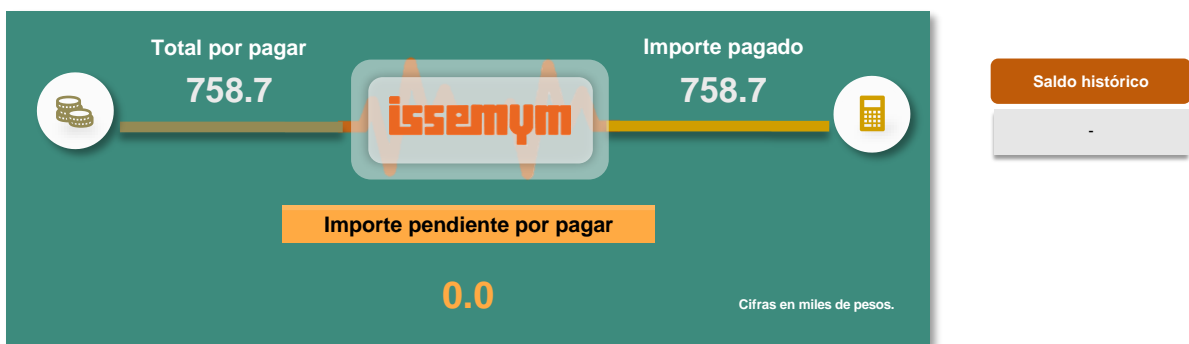 Total por pagar
758.7
issemym
Importe pagado
758.7
Importe pendiente por pagar
0.0
Cifras en miles de pesos.
Saldo histórico
-